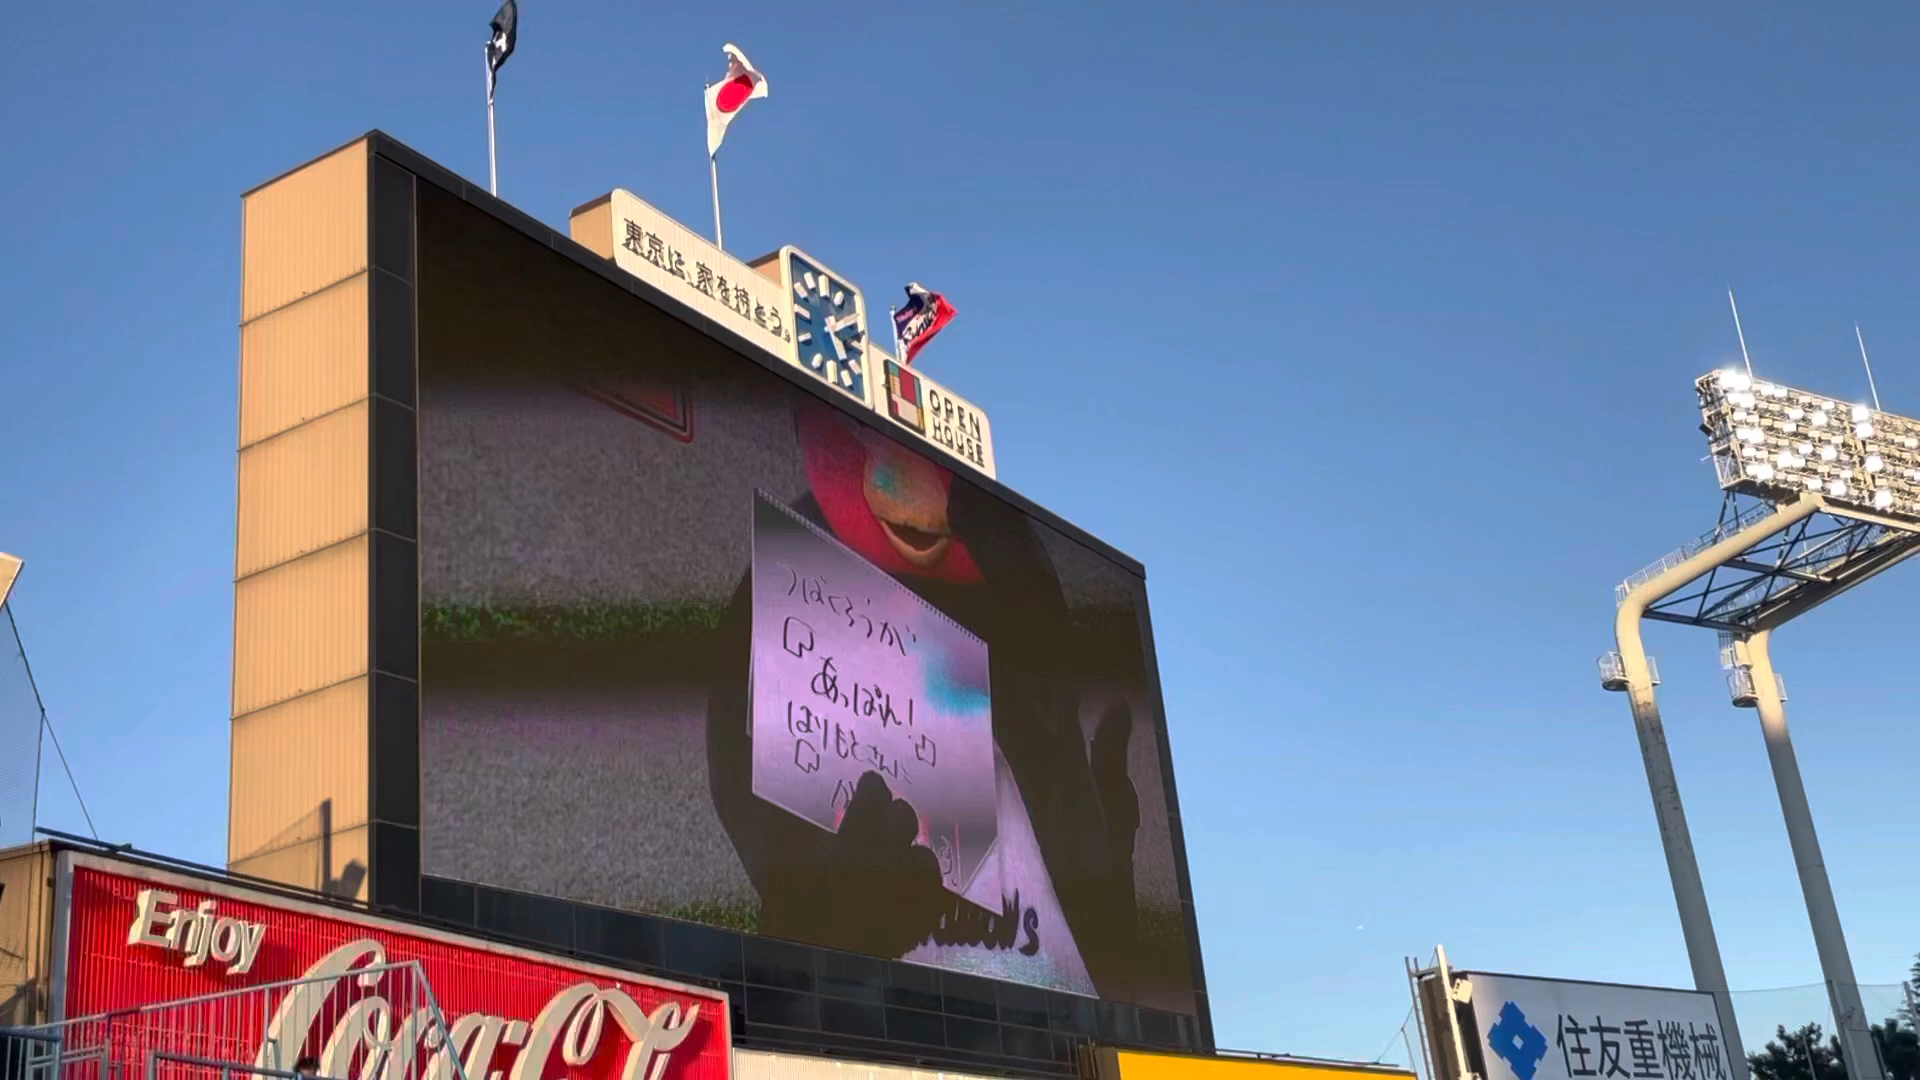 東京に、家を持とう。
OPEN
HOUSE
つばくろうが
あっぱれ!
はりもとさんに
Enjoy
Coca-C
住友重機械